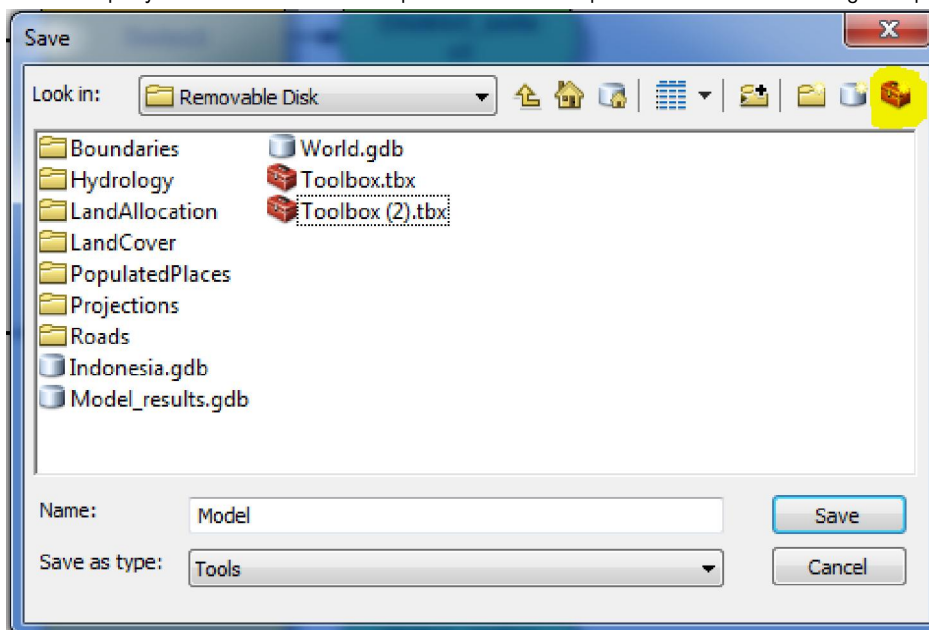 Save
Look in:
Removable Disk
Boundaries
World.gdb
Hydrology
Toolbox.tbx
LandAllocation
Toolbox (2).tbx
LandCover
PopulatedPlaces
Projections
Roads
Indonesia.gdb
Model_results.gdb
Name:
Model
Save
Save as type:
Tools
Cancel